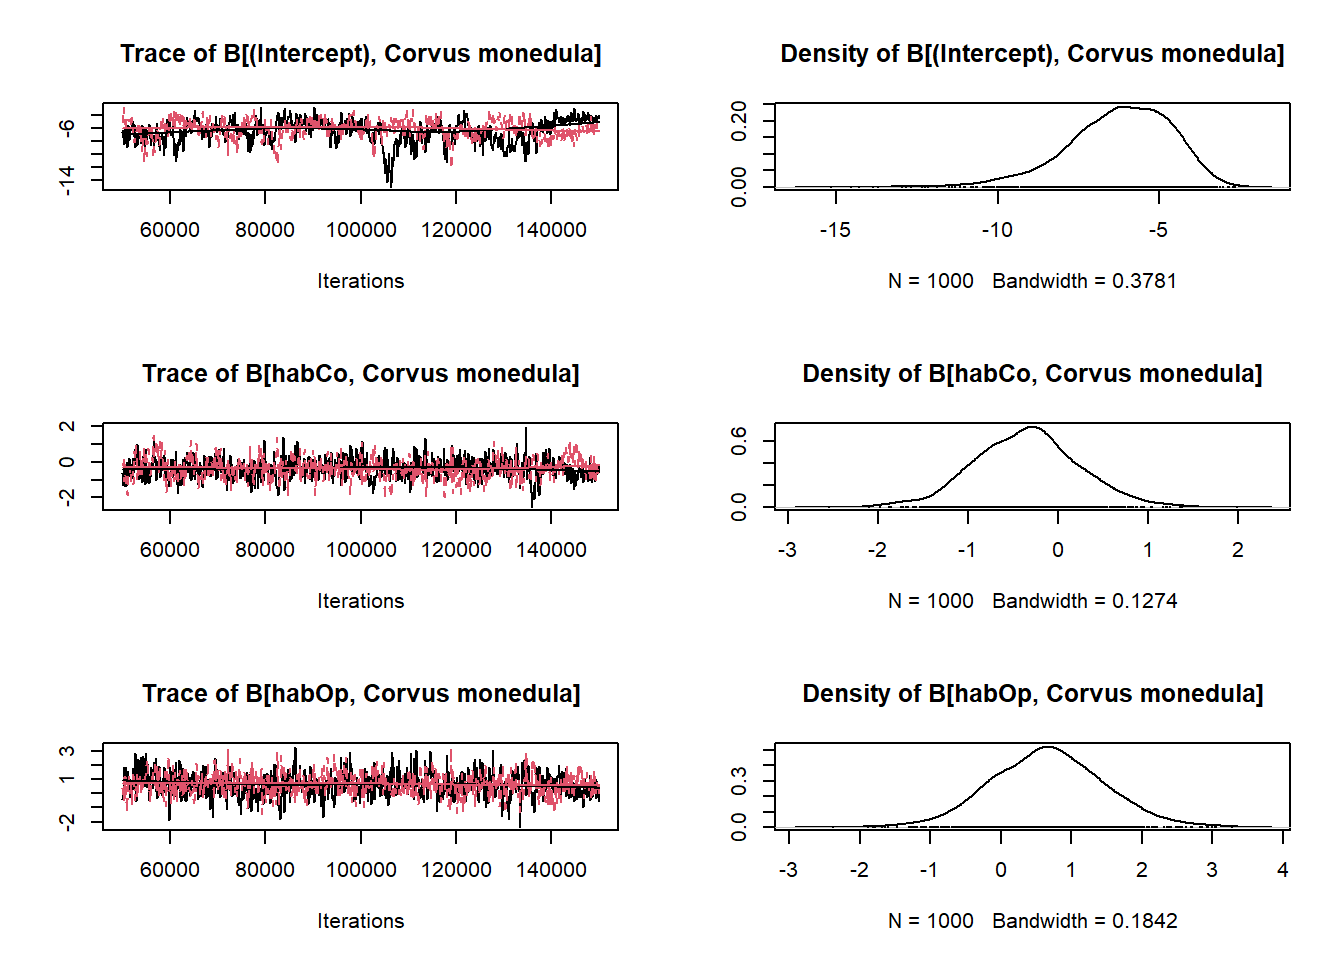 Trace of B[(Intercept), Corvus monedula]
-6
-14
60000 80000 100000 120000 140000
Iterations
Density of B[(Intercept), Corvus monedula]
0.20
0.00
-15 -10 -5
N = 1000 Bandwidth = 0.3781
Trace of B[habCo, Corvus monedula]
2
0
-2
60000 80000 100000 120000 140000
Iterations
Density of B[habCo, Corvus monedula]
0.6
0.0
-3 -2 -1 0 1 2
N = 1000 Bandwidth = 0.1274
Trace of B[habOp, Corvus monedula]
3
1
-2
60000 80000 100000 120000 140000
Iterations
Density of B[habOp, Corvus monedula]
0.3
0.0
-3 -2 -1 0 1 2 3 4
N = 1000 Bandwidth = 0.1842